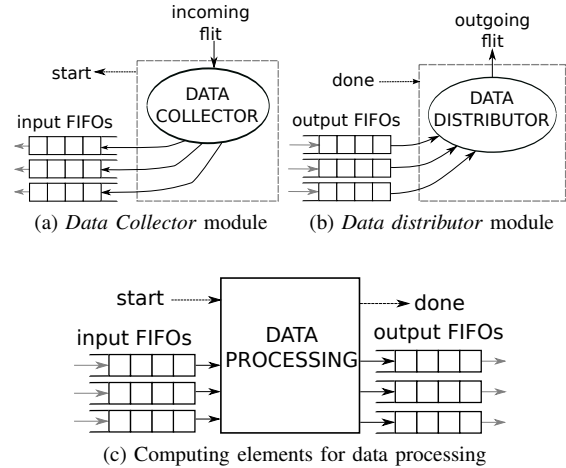 incoming
flit
start
DATA
COLLECTOR
input FIFOs
(a) Data Collector module
outgoing
flit
done
DATA
DISTRIBUTOR
output FIFOs
(b) Data distributor module
start
done
input FIFOs
DATA
PROCESSING
output FIFOs
(c) Computing elements for data processing